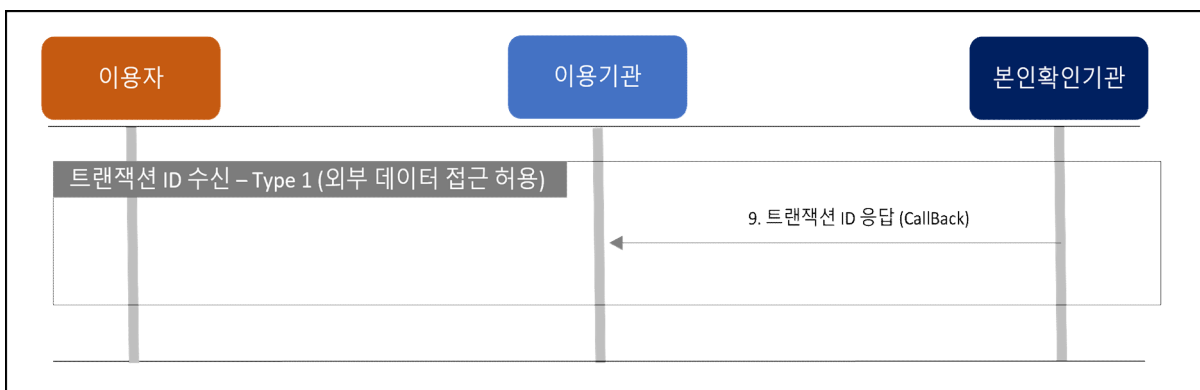 이용자
이용기관
본인확인기관
트랜잭션 ID 수신 – Type 1 (외부 데이터 접근 허용)
9. 트랜잭션 ID 응답 (CallBack)